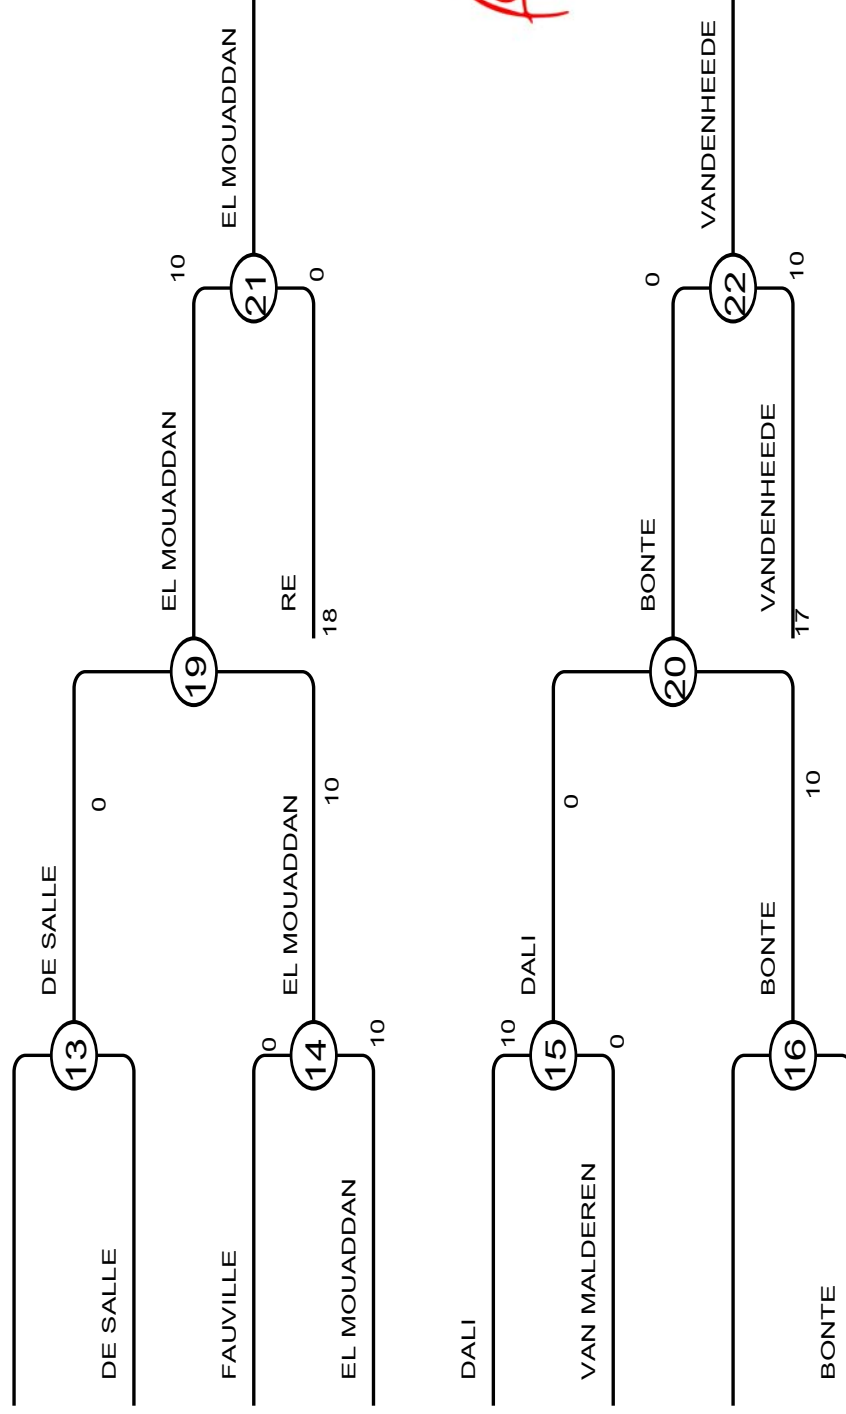 DE SALLE
13
DE SALLE
0
FAUVILLE
0
EL MOUADDAN
10
14
EL MOUADDAN
10
19
EL MOUADDAN
10
RE
18
0
21
EL MOUADDAN
DALI
10
VAN MALDEREN
0
15
DALI
0
BONTE
16
BONTE
10
20
BONTE
0
VANDENHEEDE
17
10
22
VANDENHEEDE